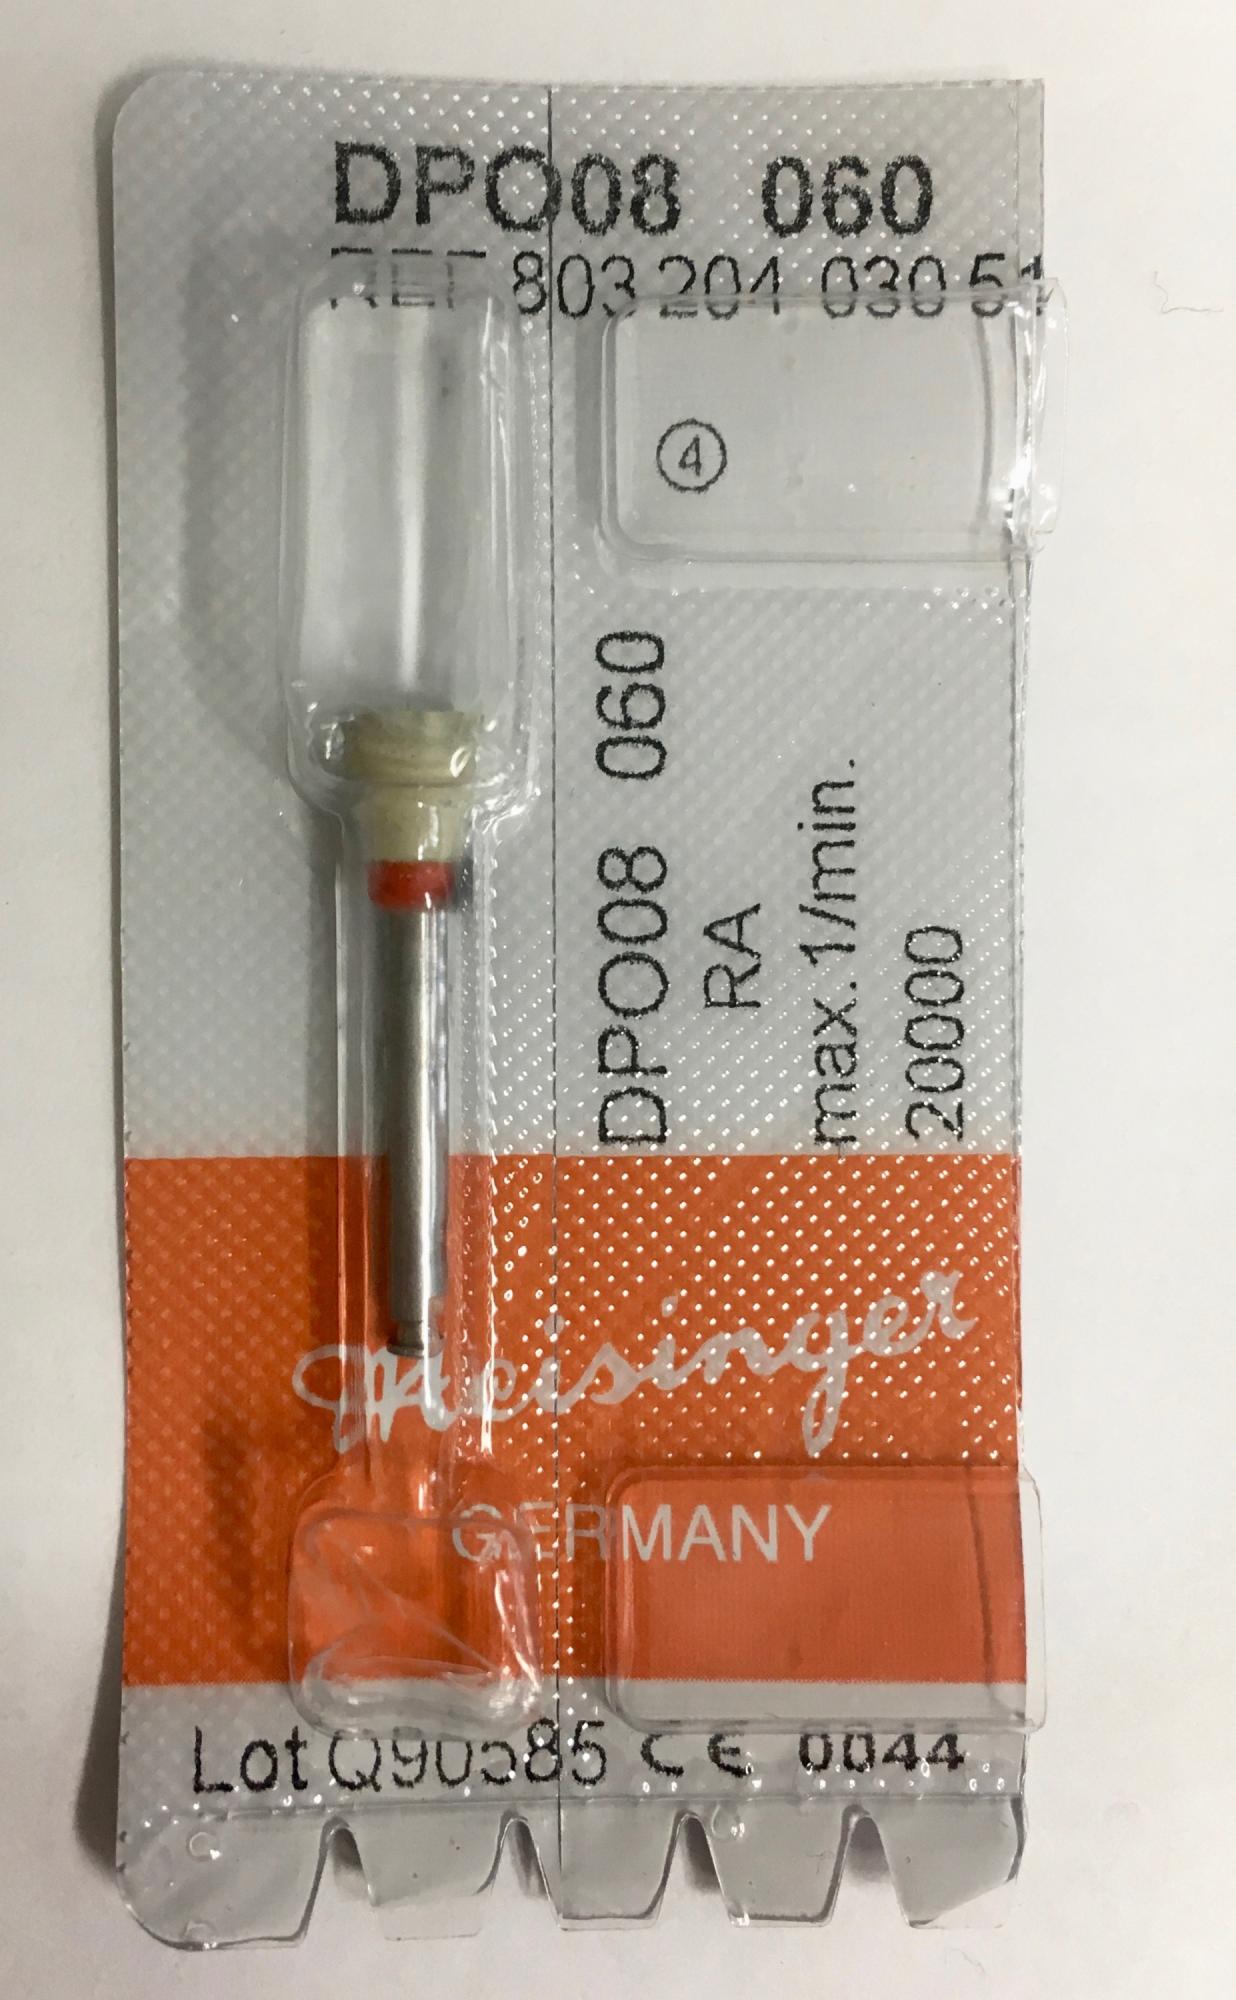 DPO08 060
REF 803 204 030 51
4
DPO08 060
RA
max. 1/min.
20000
Meisinger
GERMANY
Lot Q90585 CE 0044